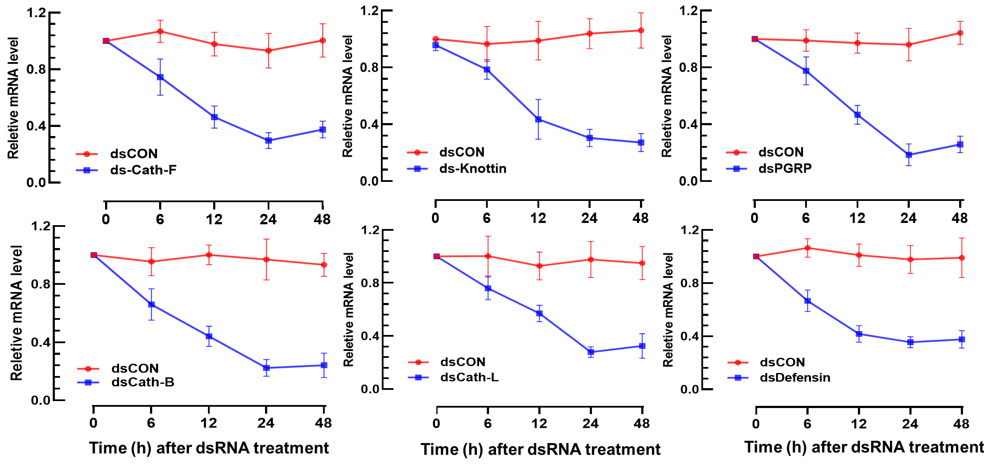 Reletive mRNA level
1.2
0.8
0.4
0.0
dsCON
ds-Cath-F
0 6 12 24 48
Reletive mRNA level
1.2
0.8
0.4
0.0
dsCON
ds-Knottin
0 6 12 24 48
Reletive mRNA level
1.2
0.8
0.4
0.0
dsCON
dsPGRP
0 6 12 24 48
Reletive mRNA level
1.2
0.8
0.4
0.0
dsCON
dsCath-B
0 6 12 24 48
Time (h) after dsRNA treatment
Reletive mRNA level
1.2
0.8
0.4
0.0
dsCON
dsCath-L
0 6 12 24 48
Time (h) after dsRNA treatment
Reletive mRNA level
1.2
0.8
0.4
0.0
dsCON
dsDefensin
0 6 12 24 48
Time (h) after dsRNA treatment